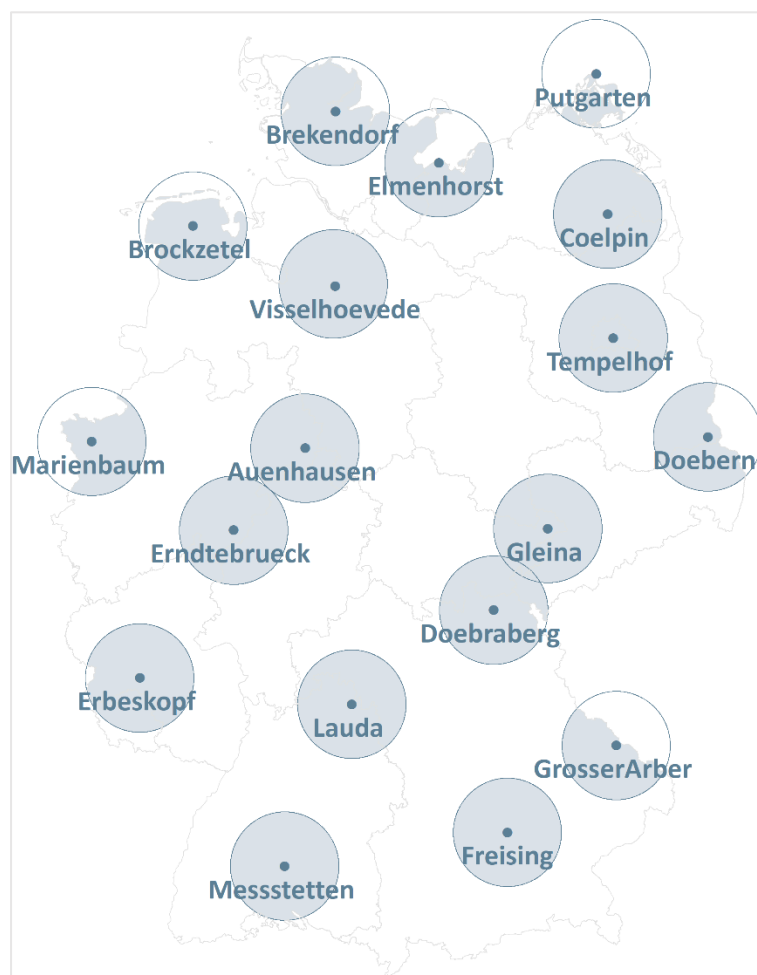 Putgarten
Brekendorf
Elmenhorst
Coelpin
Brockzetel
Visselhoevede
Tempelhof
Marienbaum
Auenhausen
Doebern
Erndtebrueck
Gleina
Doebraberg
Erbeskopf
Lauda
GrosserArber
Freising
Messstetten